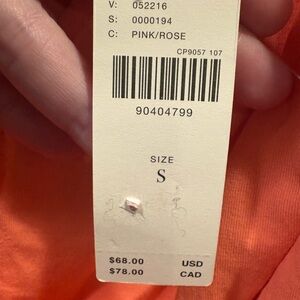 V: 052216
S: 0000194
C: PINK/ROSE
CP9057 107
90404799
SIZE
S
$68.00 USD
$78.00 CAD